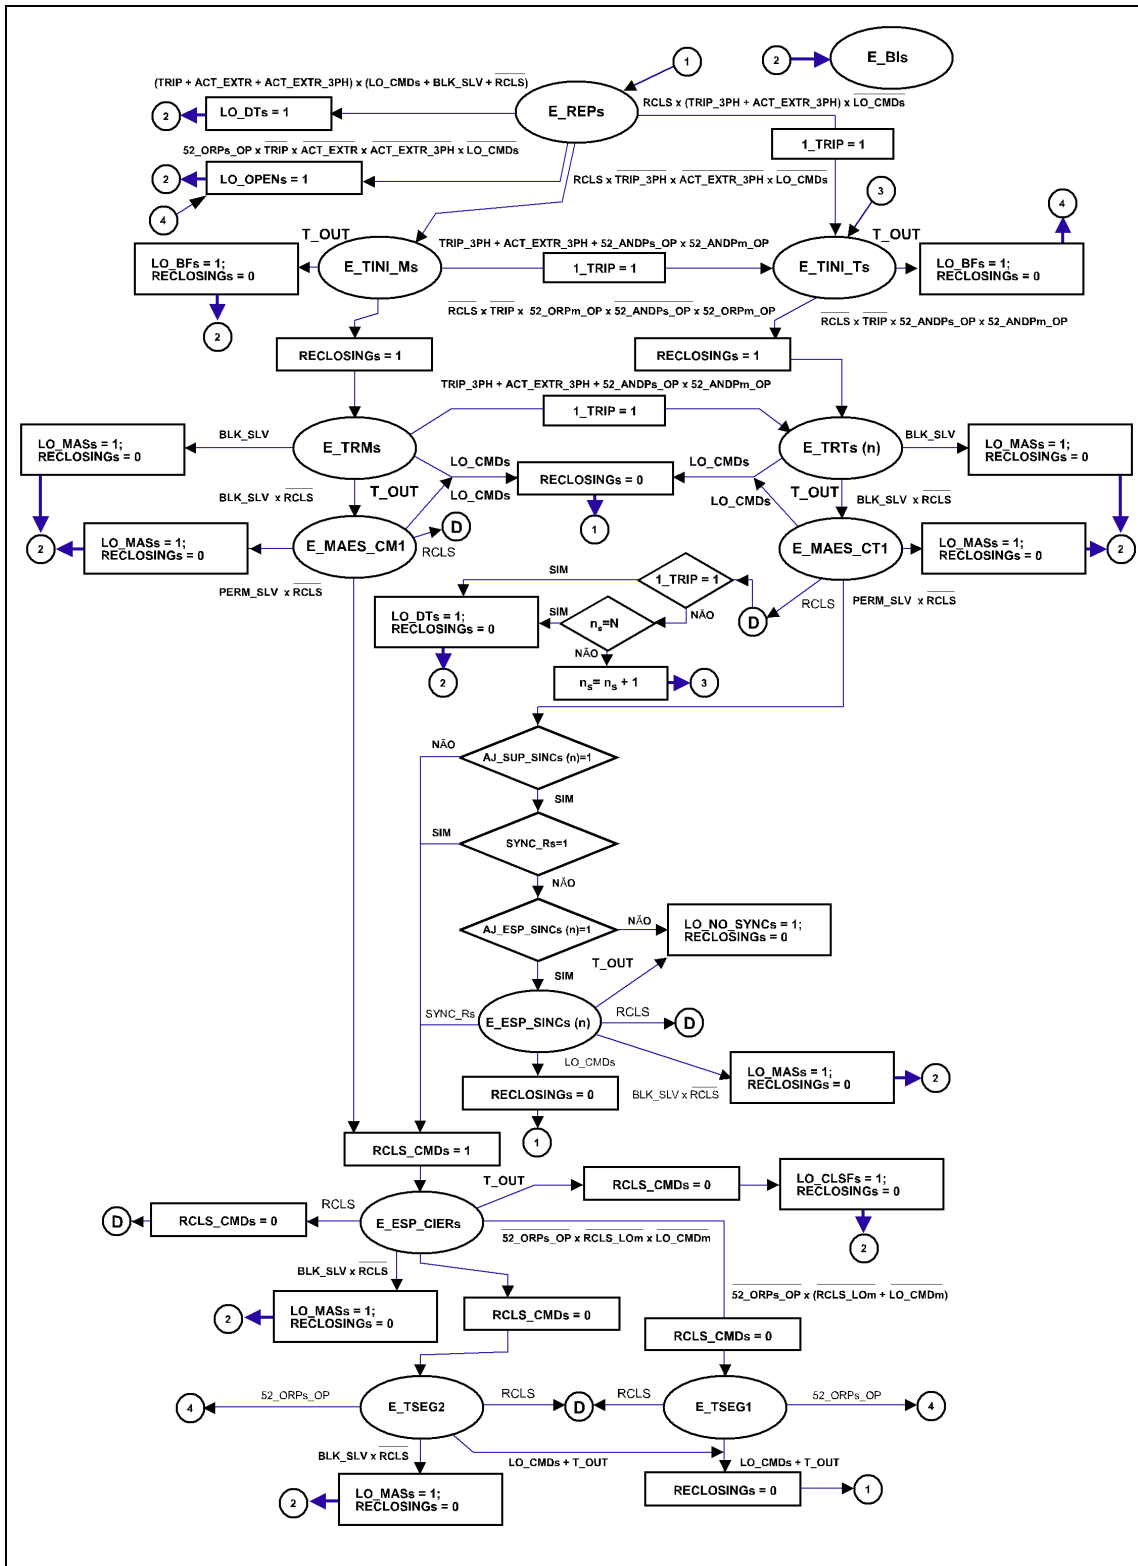 E_BIs
2
1
(TRIP + ACT_EXTR + ACT_EXTR_3PH) x (LO_CMDs + BLK_SLV + RCLS)
E_REPs
RCLS x (TRIP_3PH + ACT_EXTR_3PH) x LO_CMDs
2
LO_DTs = 1
1_TRIP = 1
52_ORPs_OP x TRIP x ACT_EXTR x ACT_EXTR_3PH x LO_CMDs
2
LO_OPENs = 1
RCLS x TRIP_3PH x ACT_EXTR_3PH x LO_CMDs
4
3
4
T_OUT
TRIP_3PH + ACT_EXTR_3PH + 52_ANDPs_OP x 52_ANDPm_OP
T_OUT
LO_BFs = 1;
RECLOSINGs = 0
E_TINI_Ms
1_TRIP = 1
E_TINI_Ts
LO_BFs = 1;
RECLOSINGs = 0
2
RCLS x TRIP x 52_ORPm_OP x 52_ANDPs_OP x 52_ORPm_OP
RCLS x TRIP x 52_ANDPs_OP x 52_ANDPm_OP
RECLOSINGs = 1
RECLOSINGs = 1
TRIP_3PH + ACT_EXTR_3PH + 52_ANDPs_OP x 52_ANDPm_OP
1_TRIP = 1
LO_MASs = 1;
RECLOSINGs = 0
BLK_SLV
E_TRMs
E_TRTs (n)
BLK_SLV
LO_MASs = 1;
RECLOSINGs = 0
LO_CMDs
LO_CMDs
RECLOSINGs = 0
BLK_SLV x RCLS
T_OUT
LO_CMDs
LO_CMDs
T_OUT
BLK_SLV x RCLS
1
D
2
LO_MASs = 1;
RECLOSINGs = 0
E_MAES_CM1
RCLS
E_MAES_CT1
LO_MASs = 1;
RECLOSINGs = 0
2
SIM
1_TRIP = 1
PERM_SLV x RCLS
RCLS
PERM_SLV x RCLS
LO_DTs = 1;
RECLOSINGs = 0
SIM
ns=N
NÃO
D
NÃO
2
ns= ns + 1
3
NÃO
AJ_SUP_SINCs (n)=1
SIM
SIM
SYNC_Rs=1
NÃO
AJ_ESP_SINCs (n)=1
NÃO
LO_NO_SYNCs = 1;
RECLOSINGs = 0
SIM
T_OUT
SYNC_Rs
E_ESP_SINCs (n)
RCLS
D
LO_CMDs
LO_MASs = 1;
RECLOSINGs = 0
2
RECLOSINGs = 0
BLK_SLV x RCLS
1
RCLS_CMDs = 1
T_OUT
RCLS_CMDs = 0
LO_CLSFs = 1;
RECLOSINGs = 0
D
RCLS_CMDs = 0
RCLS
E_ESP_CIERs
52_ORPs_OP x RCLS_LOm x LO_CMDm
2
BLK_SLV x RCLS
2
LO_MASs = 1;
RECLOSINGs = 0
RCLS_CMDs = 0
52_ORPs_OP x (RCLS_LOm + LO_CMDm)
RCLS_CMDs = 0
4
52_ORPs_OP
E_TSEG2
RCLS
D
RCLS
E_TSEG1
52_ORPs_OP
4
BLK_SLV x RCLS
LO_CMDs + T_OUT
LO_CMDs + T_OUT
2
LO_MASs = 1;
RECLOSINGs = 0
RECLOSINGs = 0
1